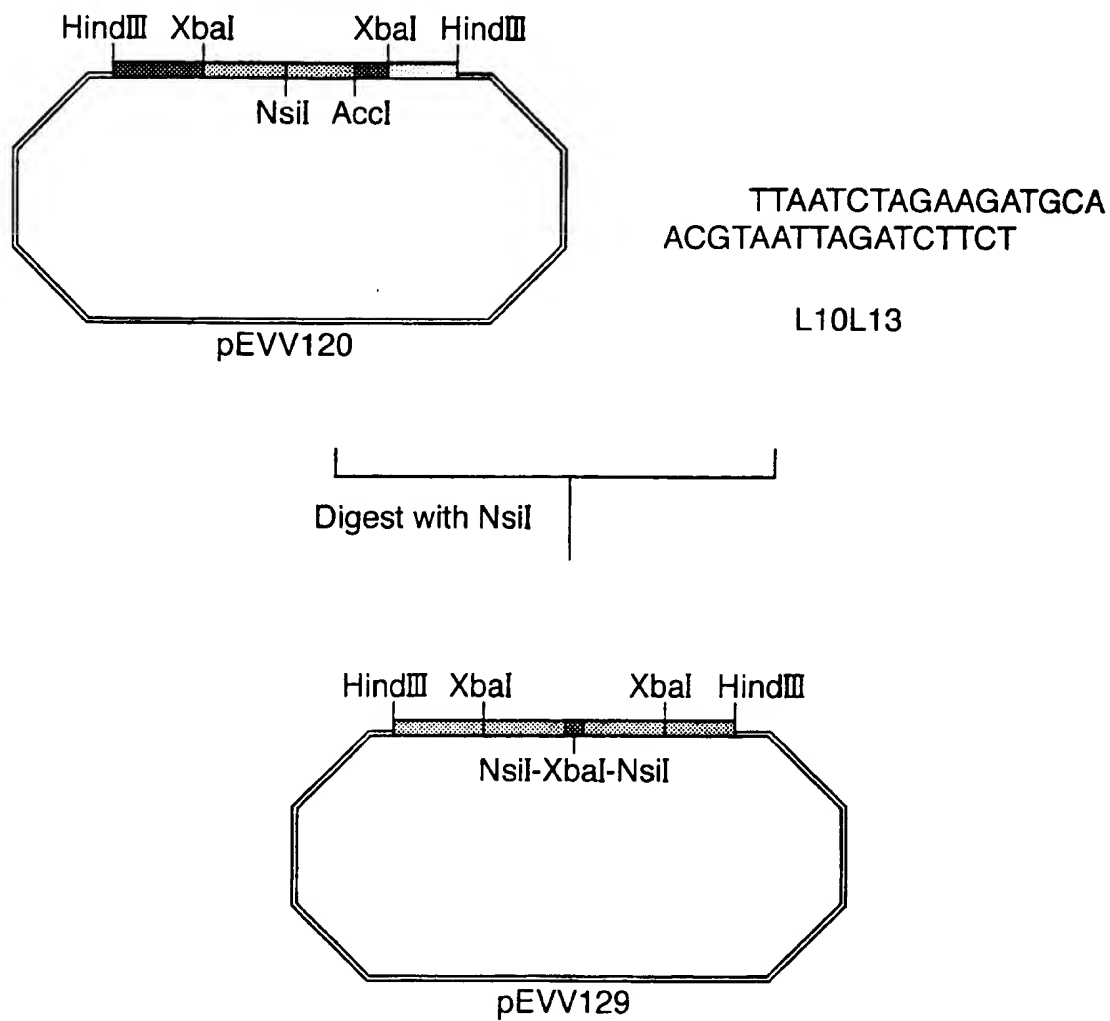 HindⅢ XbaI XbaI HindⅢ
NsiI AccI
TTAATCTAGAAGATGCA
ACGTAATTAGATCTTCT
L10L13
pEVV120
Digest with NsiI
HindⅢ XbaI XbaI HindⅢ
NsiI-XbaI-NsiI
pEVV129